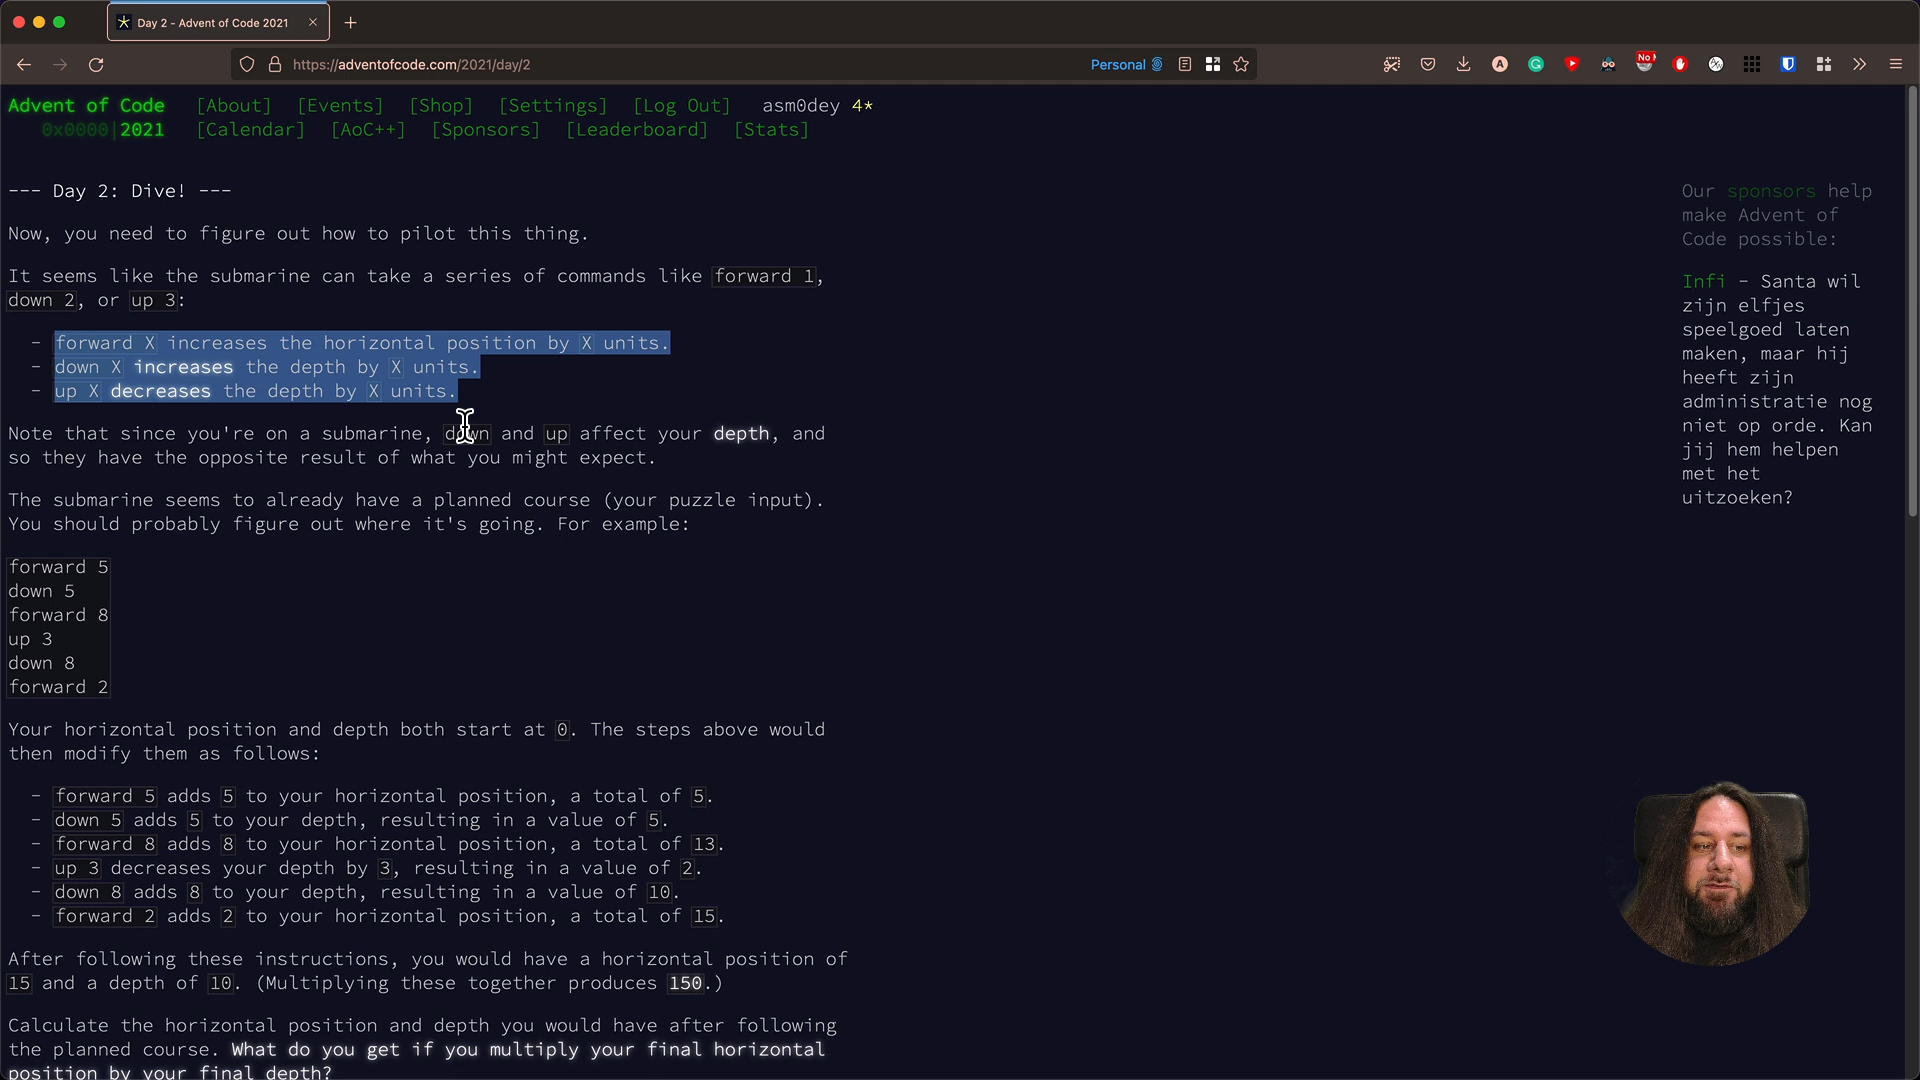 Day 2 - Advent of Code 2021
https://adventofcode.com/2021/day/2
Personal
Advent of Code [About] [Events] [Shop] [Settings] [Log Out] asm0dey 4*
0x0000|2021 [Calendar] [AoC++] [Sponsors] [Leaderboard] [Stats]
--- Day 2: Dive! ---
Now, you need to figure out how to pilot this thing.
It seems like the submarine can take a series of commands like forward 1,
down 2, or up 3:
- forward X increases the horizontal position by X units.
- down X increases the depth by X units.
- up X decreases the depth by X units.
Note that since you're on a submarine, down and up affect your depth, and
so they have the opposite result of what you might expect.
The submarine seems to already have a planned course (your puzzle input).
You should probably figure out where it's going. For example:
forward 5
down 5
forward 8
up 3
down 8
forward 2
Your horizontal position and depth both start at 0. The steps above would
then modify them as follows:
- forward 5 adds 5 to your horizontal position, a total of 5.
- down 5 adds 5 to your depth, resulting in a value of 5.
- forward 8 adds 8 to your horizontal position, a total of 13.
- up 3 decreases your depth by 3, resulting in a value of 2.
- down 8 adds 8 to your depth, resulting in a value of 10.
- forward 2 adds 2 to your horizontal position, a total of 15.
After following these instructions, you would have a horizontal position of
15 and a depth of 10. (Multiplying these together produces 150.)
Calculate the horizontal position and depth you would have after following
the planned course. What do you get if you multiply your final horizontal
position by your final depth?
Our sponsors help
make Advent of
Code possible:
Infi - Santa wil
zijn elfjes
speelgoed laten
maken, maar hij
heeft zijn
administratie nog
niet op orde. Kan
jij hem helpen
met het
uitzoeken?